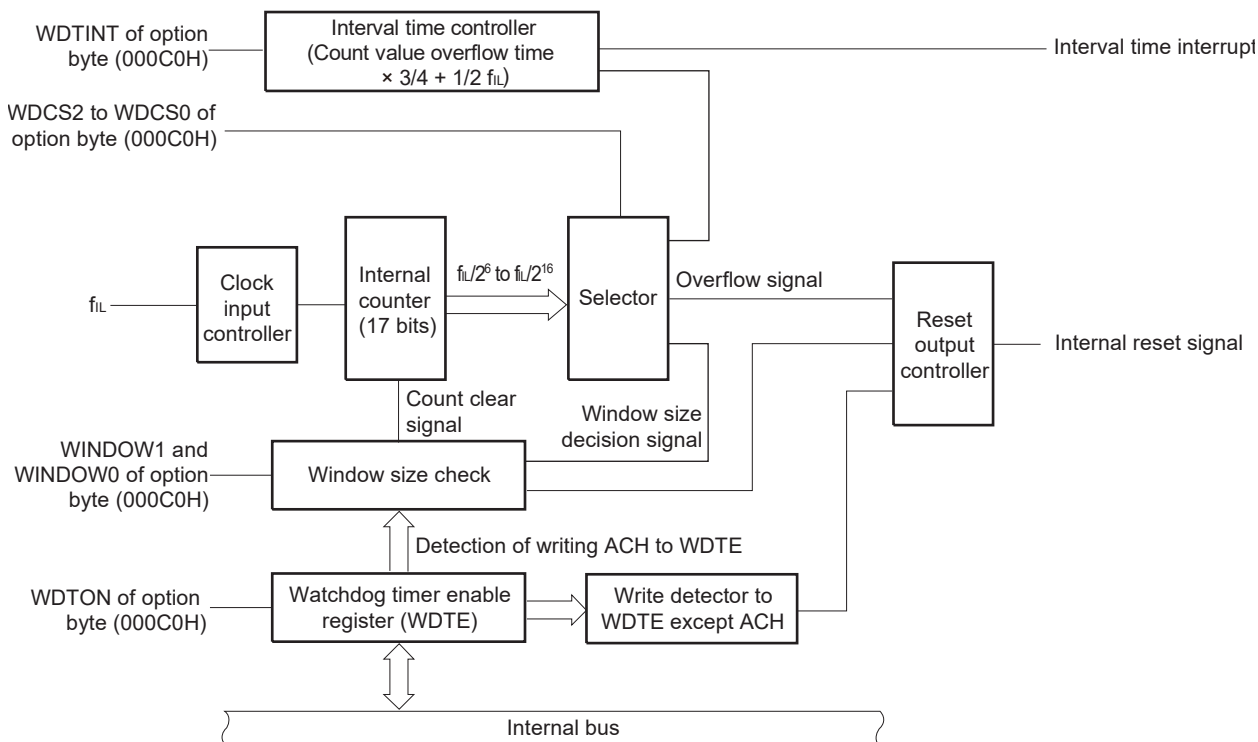 WDTINT of option
byte (000C0H)
Interval time controller
(Count value overflow time
× 3/4 + 1/2 fIL)
Interval time interrupt
WDCS2 to WDCS0 of
option byte (000C0H)
fIL
Clock
input
controller
Internal
counter
(17 bits)
fIL/2⁶ to fIL/2¹⁶
Selector
Overflow signal
Reset
output
controller
Internal reset signal
Count clear
signal
Window size
decision signal
WINDOW1 and
WINDOW0 of option
byte (000C0H)
Window size check
Detection of writing ACH to WDTE
WDTON of option
byte (000C0H)
Watchdog timer enable
register (WDTE)
Write detector to
WDTE except ACH
Internal bus